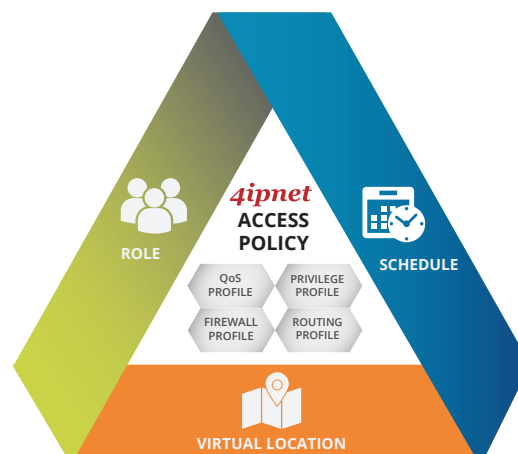 4ipnet
ACCESS
POLICY
ROLE
SCHEDULE
QoS
PROFILE
PRIVILEGE
PROFILE
FIREWALL
PROFILE
ROUTING
PROFILE
VIRTUAL LOCATION